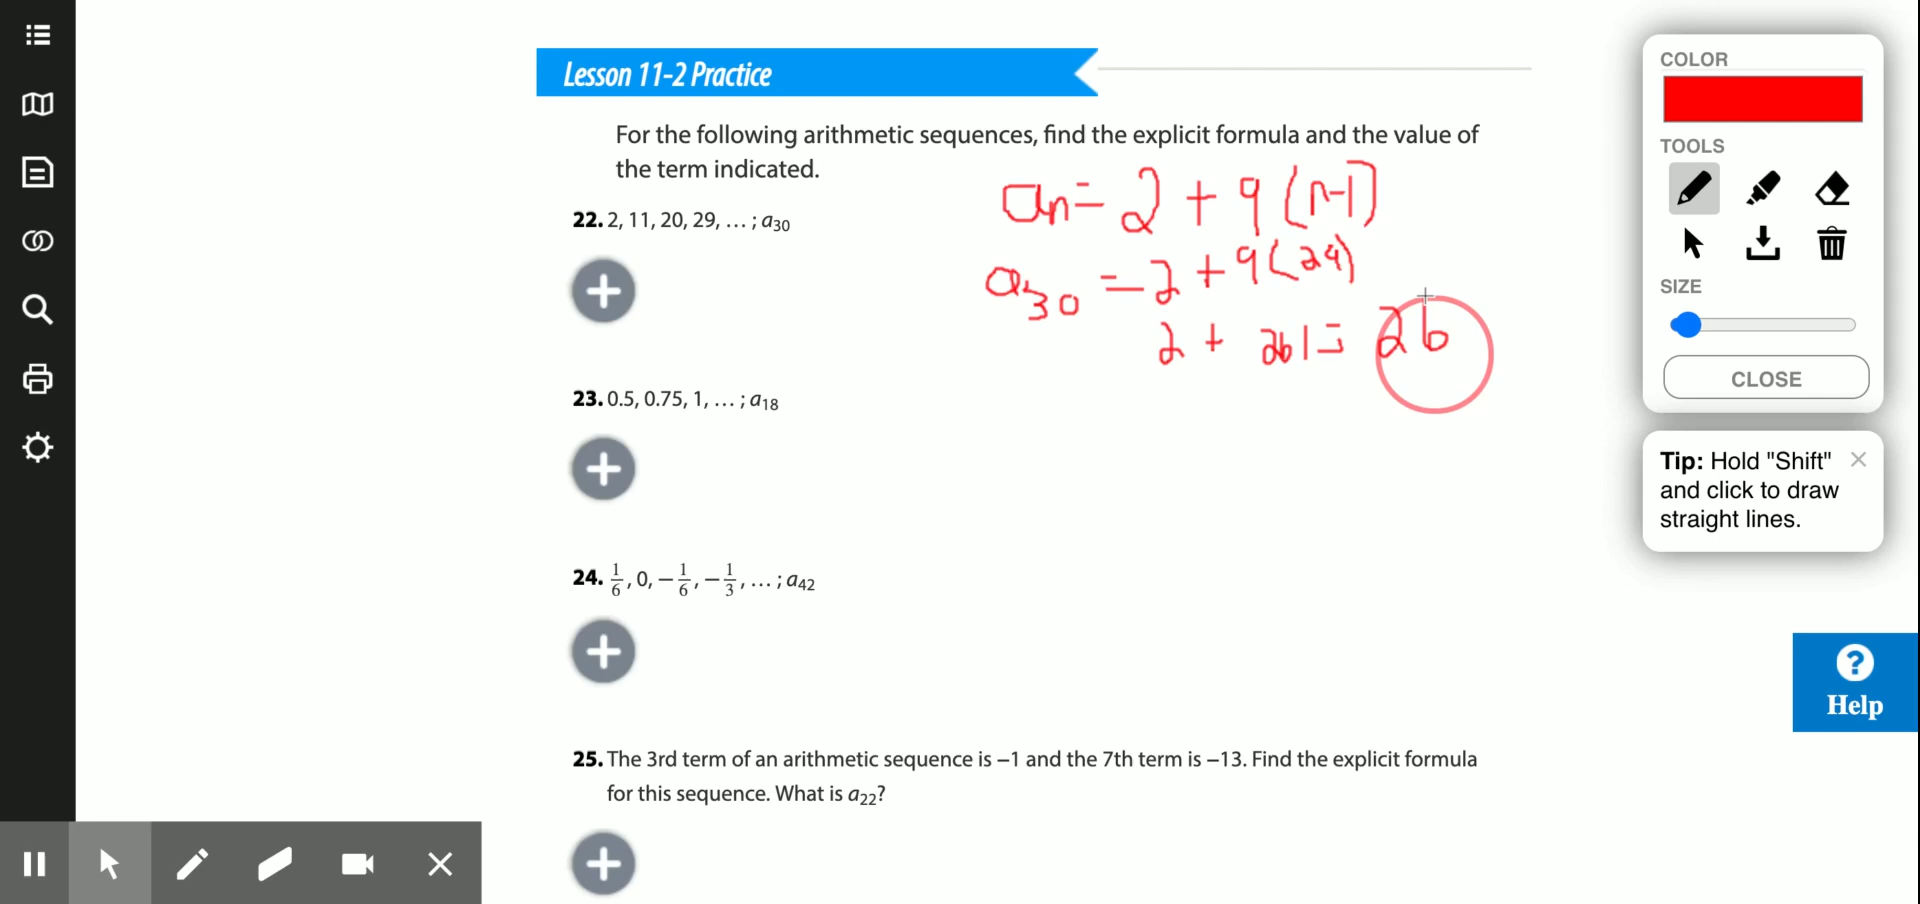 Lesson 11-2 Practice
For the following arithmetic sequences, find the explicit formula and the value of
the term indicated.
aₙ = 2 + 9(n-1)
22. 2, 11, 20, 29, … ; a₃₀
a₃₀ = 2 + 9(29)
2 + 261 = 26
23. 0.5, 0.75, 1, … ; a₁₈
24. 1/6, 0, −1/6, −1/3, … ; a₄₂
25. The 3rd term of an arithmetic sequence is −1 and the 7th term is −13. Find the explicit formula
for this sequence. What is a₂₂?
COLOR
TOOLS
SIZE
CLOSE
Tip: Hold "Shift"
and click to draw
straight lines.
? Help